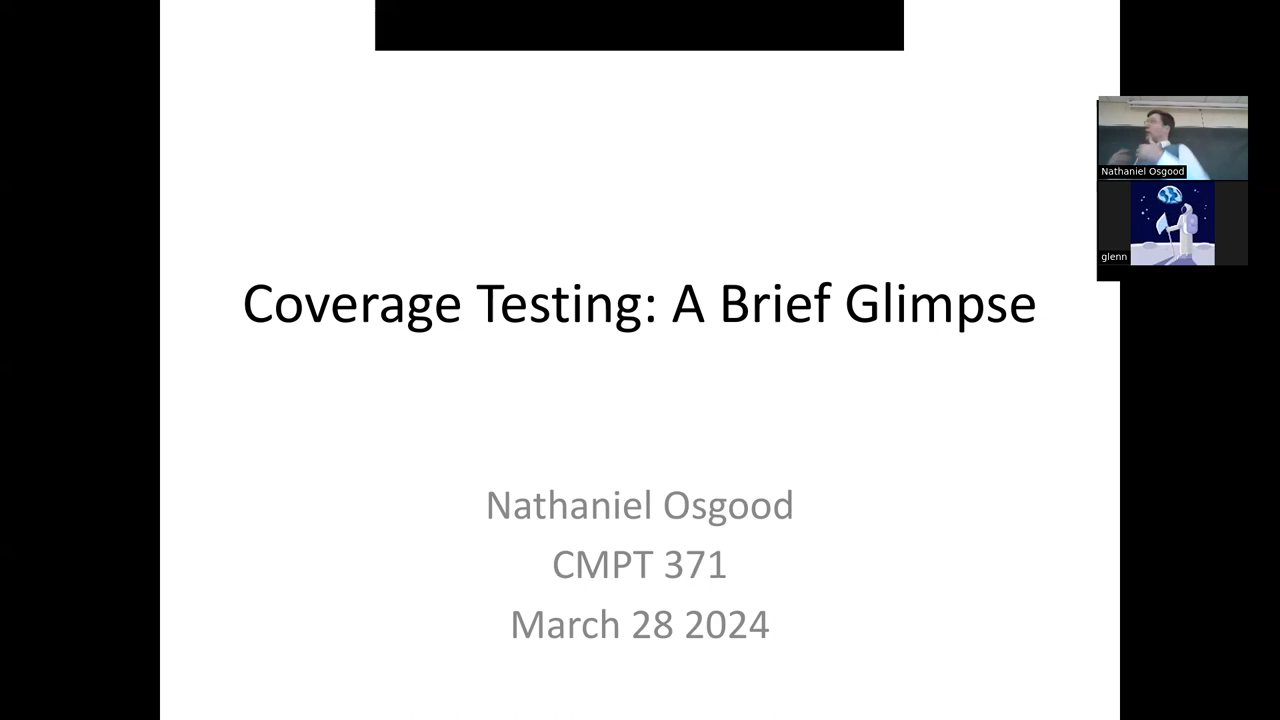 Coverage Testing: A Brief Glimpse
Nathaniel Osgood
CMPT 371
March 28 2024
Nathaniel Osgood
glenn